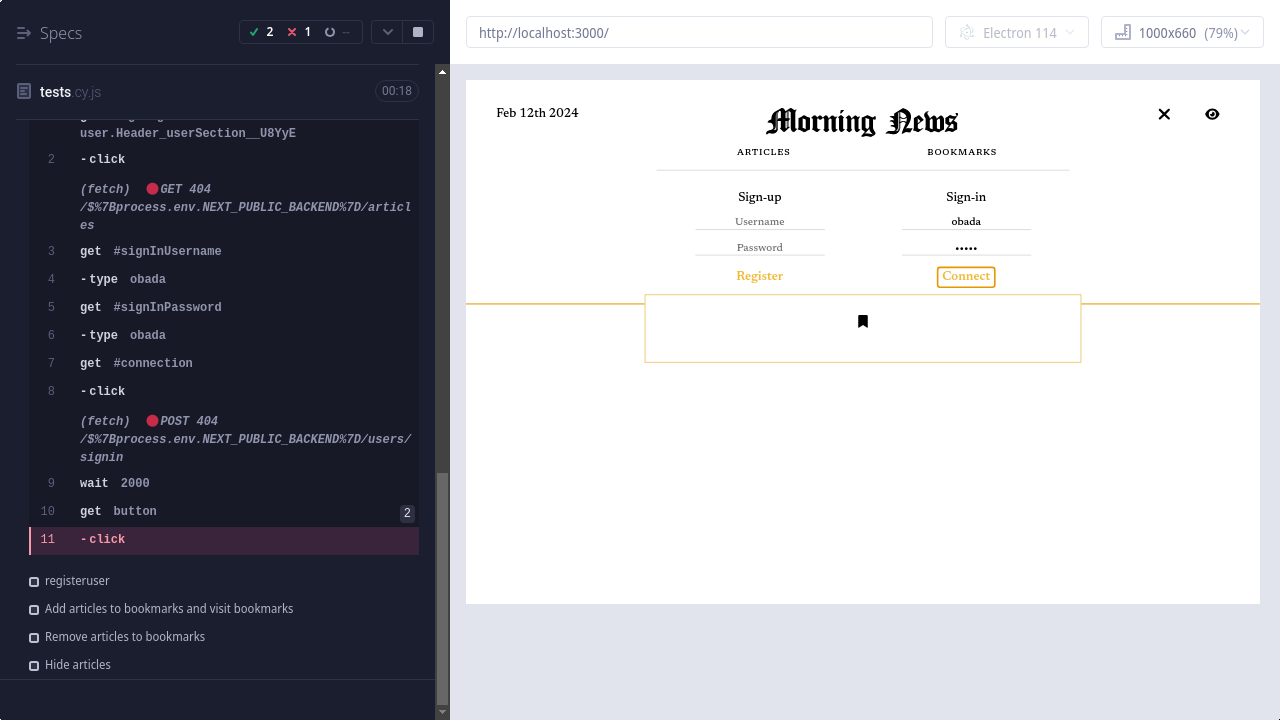 Specs
2
1
--
tests.cy.js
00:18
user.Header_userSection__U8YyE
2 -click
(fetch) GET 404
/$%7Bprocess.env.NEXT_PUBLIC_BACKEND%7D/articl
es
3 get #signInUsername
4 -type obada
5 get #signInPassword
6 -type obada
7 get #connection
8 -click
(fetch) POST 404
/$%7Bprocess.env.NEXT_PUBLIC_BACKEND%7D/users/
signin
9 wait 2000
10 get button 2
11 -click
registeruser
Add articles to bookmarks and visit bookmarks
Remove articles to bookmarks
Hide articles
http://localhost:3000/
Electron 114
1000x660 (79%)
Feb 12th 2024
Morning News
ARTICLES
BOOKMARKS
Sign-up
Username
Password
Register
Sign-in
obada
•••••
Connect